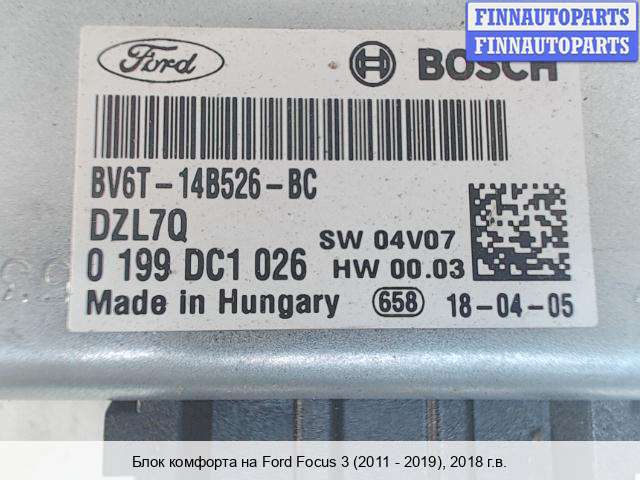 FINNAUTOPARTS
FINNAUTOPARTS
Ford
BOSCH
BV6T-14B526-BC
DZL7Q
SW 04V07
0 199 DC1 026
HW 00.03
Made in Hungary
658
18-04-05
Блок комфорта на Ford Focus 3 (2011 - 2019), 2018 г.в.